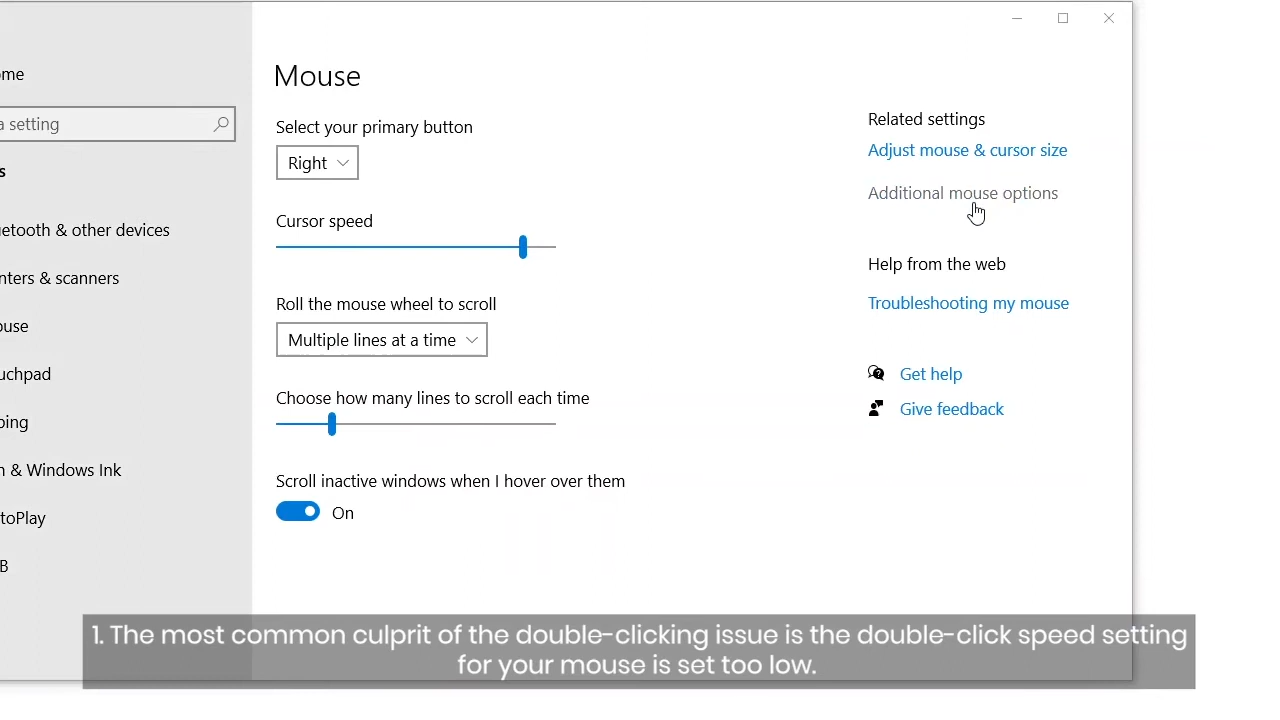 ome
a setting
s
etooth & other devices
nters & scanners
ouse
uchpad
ping
n & Windows Ink
toPlay
B
Mouse
Select your primary button
Right
Cursor speed
Roll the mouse wheel to scroll
Multiple lines at a time
Choose how many lines to scroll each time
Scroll inactive windows when I hover over them
On
Related settings
Adjust mouse & cursor size
Additional mouse options
Help from the web
Troubleshooting my mouse
Get help
Give feedback
1. The most common culprit of the double-clicking issue is the double-click speed setting
for your mouse is set too low.